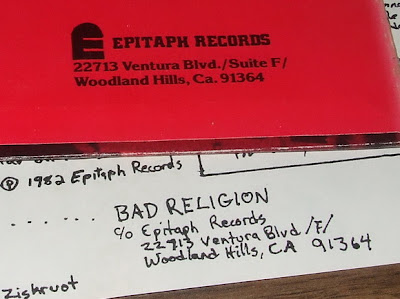 EPITAPH RECORDS
22713 Ventura Blvd./Suite F/
Woodland Hills, Ca. 91364
℗ 1982 Epitaph Records
...... BAD RELIGION
c/o Epitaph Records
22713 Ventura Blvd /F/
Woodland Hills, CA 91364
Ziskrvot